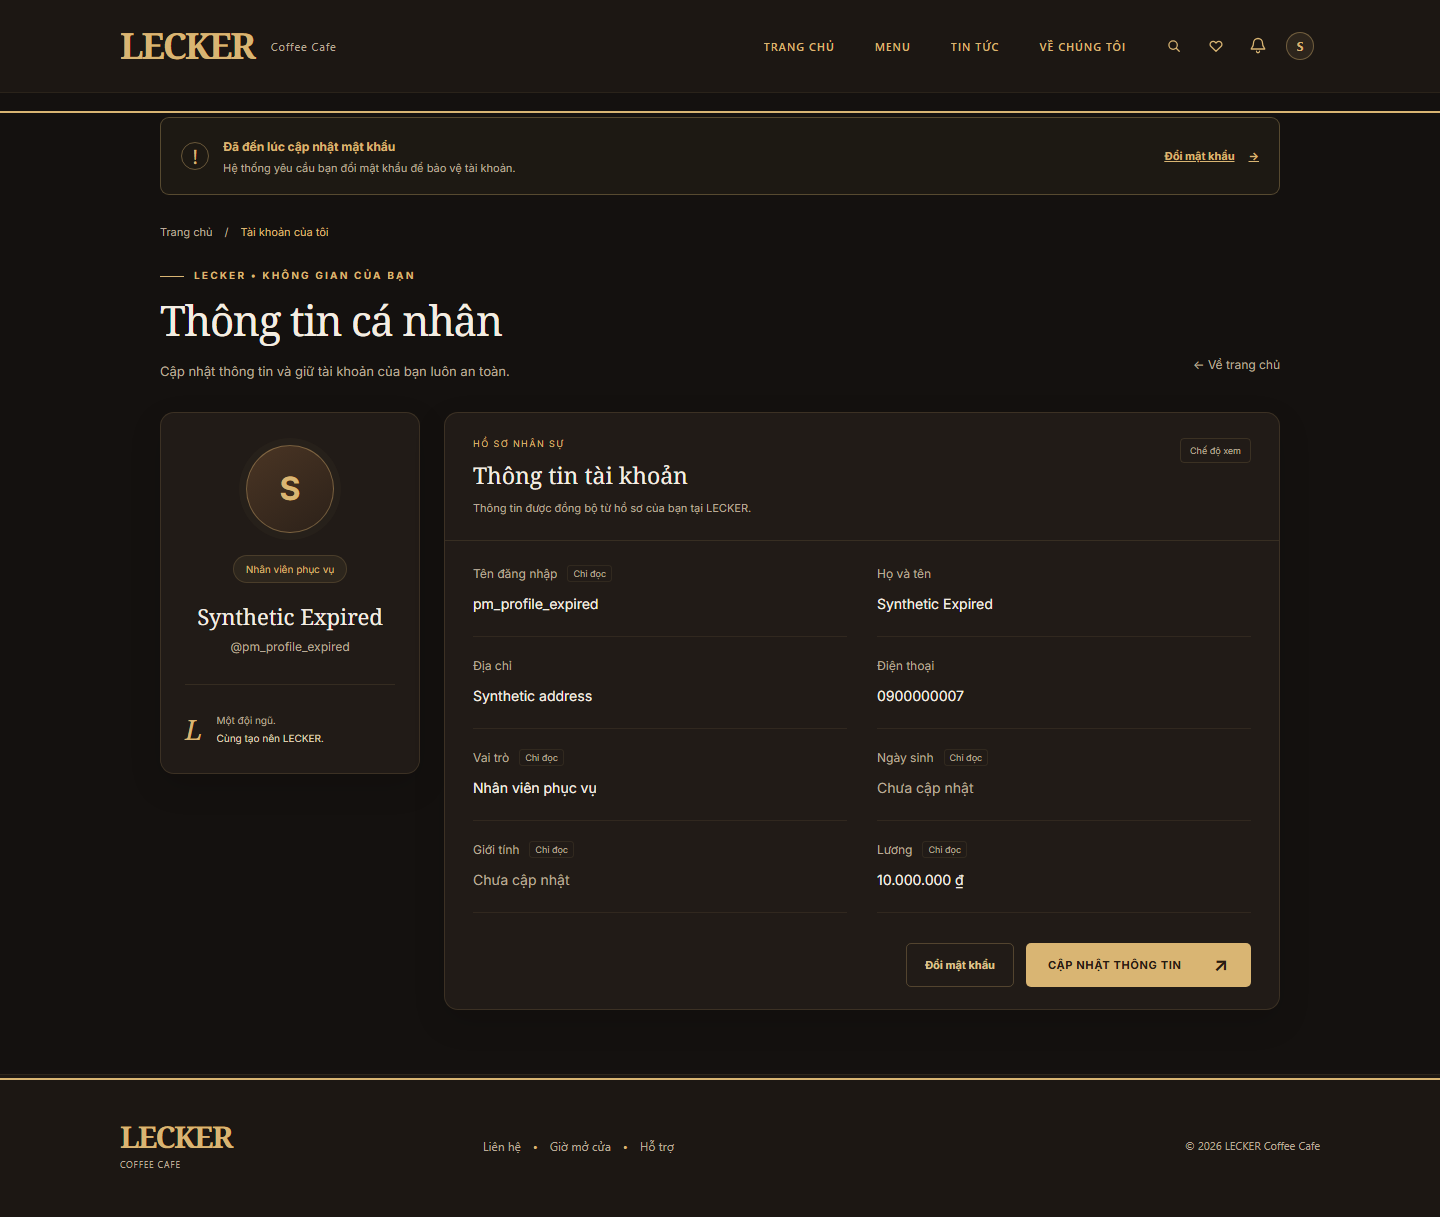 LECKER Coffee Cafe
TRANG CHỦ MENU TIN TỨC VỀ CHÚNG TÔI S
!
Đã đến lúc cập nhật mật khẩu
Hệ thống yêu cầu bạn đổi mật khẩu để bảo vệ tài khoản.
Đổi mật khẩu →
Trang chủ / Tài khoản của tôi
LECKER • KHÔNG GIAN CỦA BẠN
Thông tin cá nhân
Cập nhật thông tin và giữ tài khoản của bạn luôn an toàn.
← Về trang chủ
S
Nhân viên phục vụ
Synthetic Expired
@pm_profile_expired
L
Một đội ngũ.
Cùng tạo nên LECKER.
HỒ SƠ NHÂN SỰ
Thông tin tài khoản
Thông tin được đồng bộ từ hồ sơ của bạn tại LECKER.
Chế độ xem
Tên đăng nhập Chỉ đọc
pm_profile_expired
Họ và tên
Synthetic Expired
Địa chỉ
Synthetic address
Điện thoại
0900000007
Vai trò Chỉ đọc
Nhân viên phục vụ
Ngày sinh Chỉ đọc
Chưa cập nhật
Giới tính Chỉ đọc
Chưa cập nhật
Lương Chỉ đọc
10.000.000 ₫
Đổi mật khẩu
CẬP NHẬT THÔNG TIN
LECKER
COFFEE CAFE
Liên hệ • Giờ mở cửa • Hỗ trợ
© 2026 LECKER Coffee Cafe